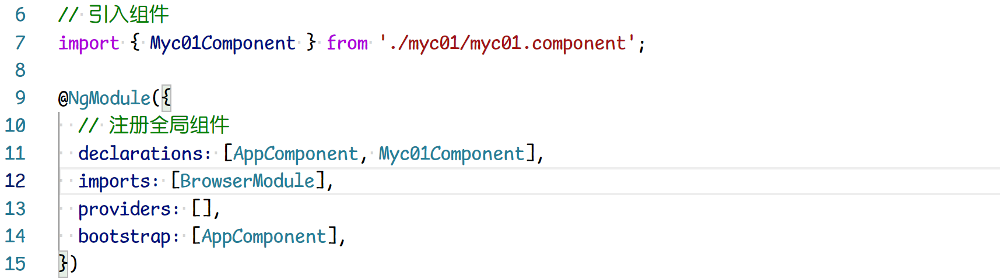 6 // 引入组件
7 import { Myc01Component } from './myc01/myc01.component';
8
9 @NgModule({
10 // 注册全局组件
11 declarations: [AppComponent, Myc01Component],
12 imports: [BrowserModule],
13 providers: [],
14 bootstrap: [AppComponent],
15 })